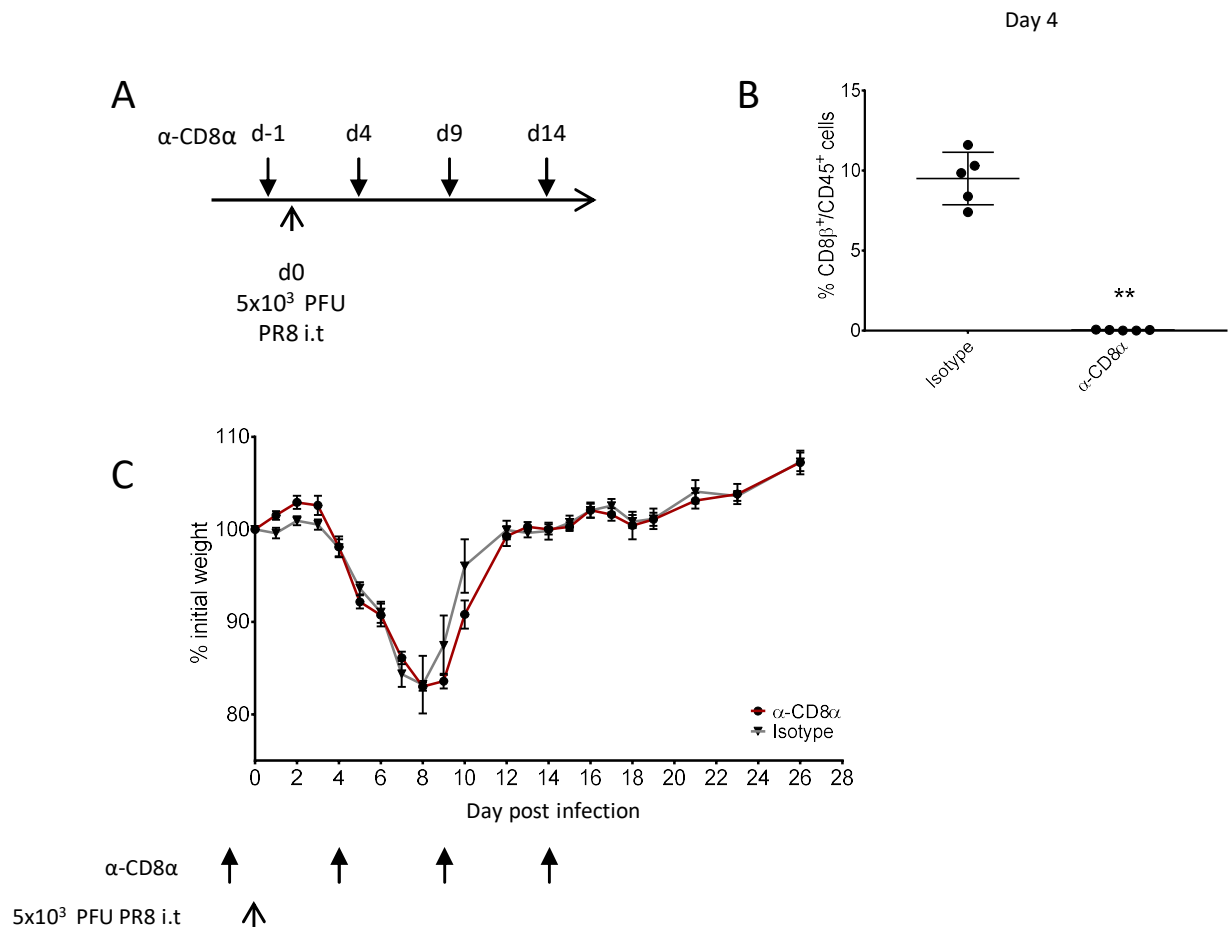 Day 4
A
α-CD8α d-1 d4 d9 d14
d0
5x10³ PFU
PR8 i.t
B
% CD8β⁺/CD45⁺ cells
15
10
5
0
**
Isotype
α-CD8α
C
% initial weight
110
100
90
80
α-CD8α
Isotype
0 2 4 6 8 10 12 14 16 18 20 22 24 26 28
Day post infection
α-CD8α
5x10³ PFU PR8 i.t